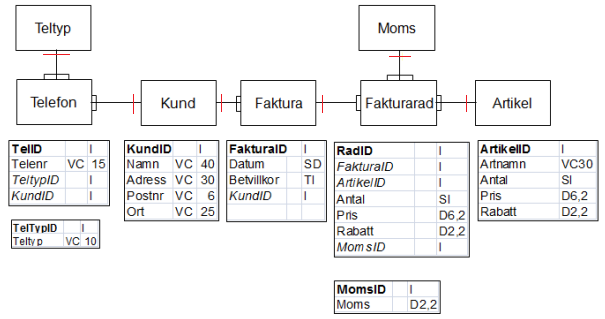 Teltyp
Moms
Telefon
Kund
Faktura
Fakturarad
Artikel
TelID I
Telenr VC 15
TeltypID I
KundID I
TelTypID I
Teltyp VC 10
KundID I
Namn VC 40
Adress VC 30
Postnr VC 6
Ort VC 25
FakturaID I
Datum SD
Betvillkor TI
KundID I
RadID I
FakturaID I
ArtikelID I
Antal SI
Pris D6,2
Rabatt D2,2
MomsID I
MomsID I
Moms D2,2
ArtikelID I
Artnamn VC30
Antal SI
Pris D6,2
Rabatt D2,2